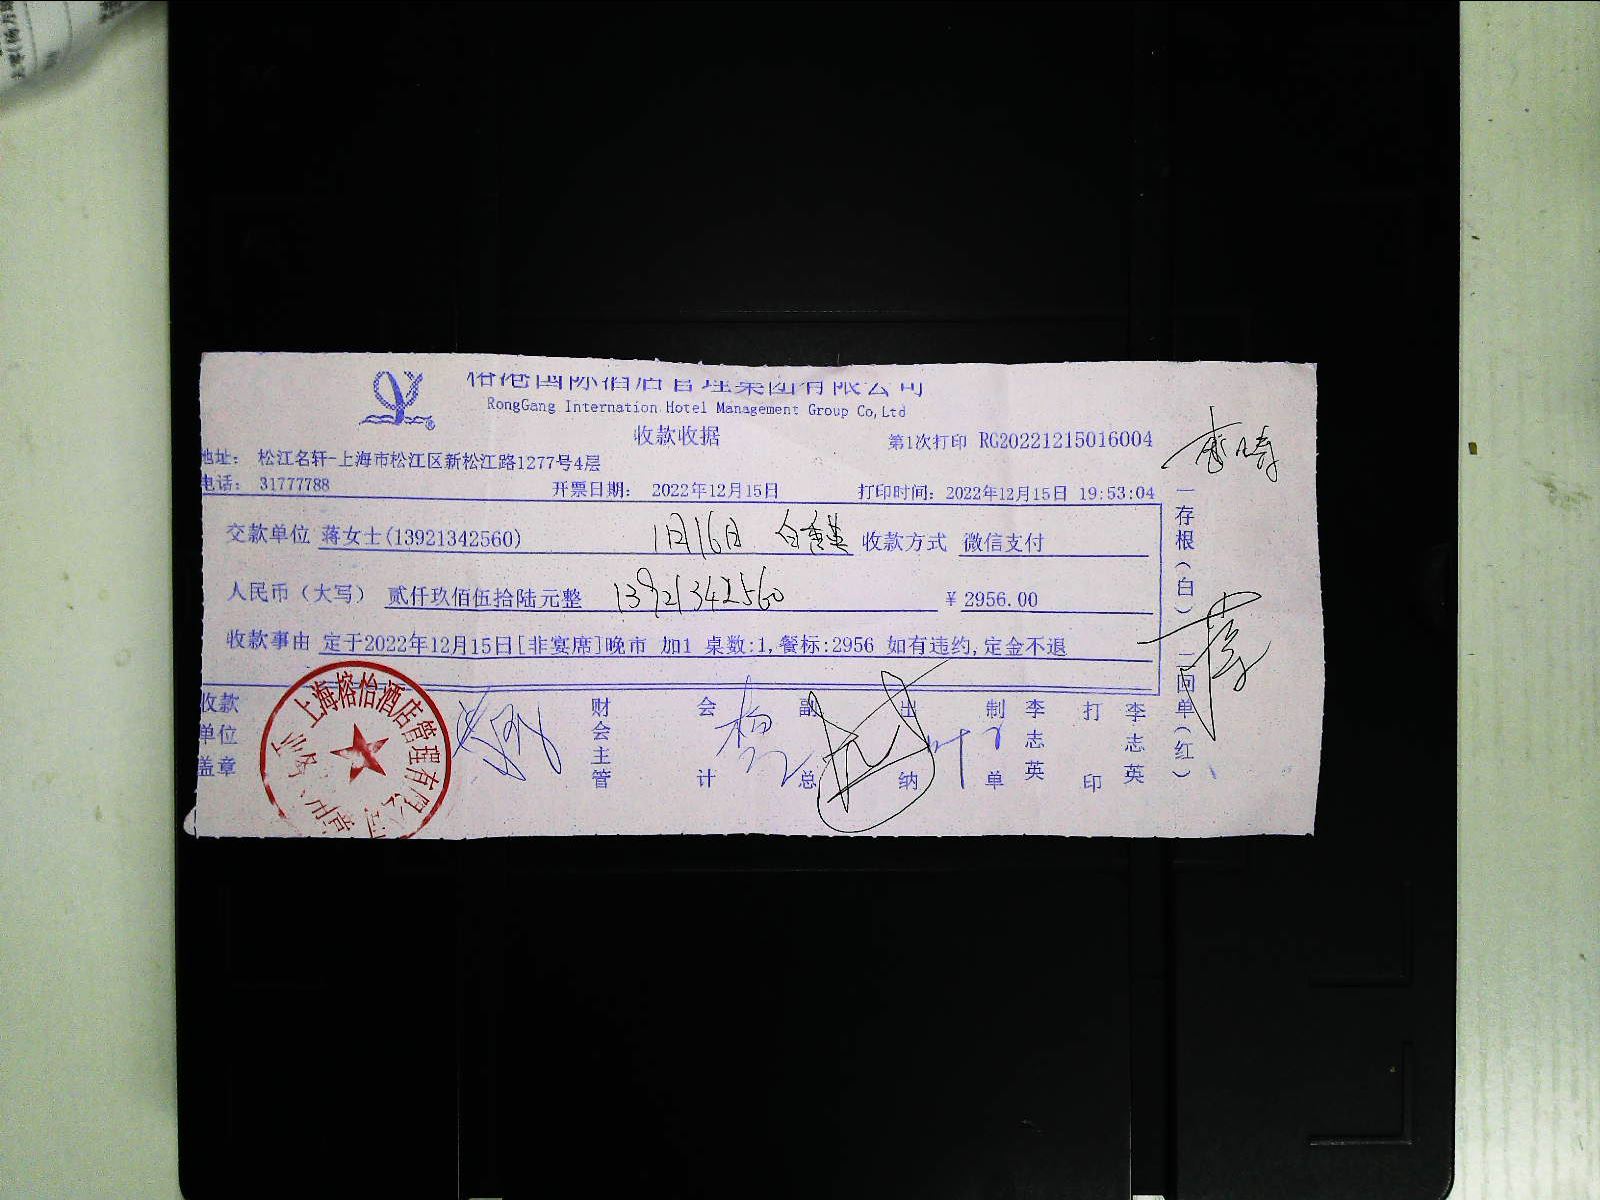 榕港国际酒店管理集团有限公司
RongGang Internation Hotel Management Group Co,Ltd
收款收据
第1次打印 RG20221215016004
地址: 松江名轩-上海市松江区新松江路1277号4层
电话: 31777788 开票日期: 2022年12月15日 打印时间: 2022年12月15日 19:53:04
交款单位 蒋女士(13921342560) 1月16日 收款方式 微信支付
人民币(大写) 贰仟玖佰伍拾陆元整 13921342560 ¥ 2956.00
收款事由 定于2022年12月15日[非宴席]晚市 加1 桌数:1,餐标:2956 如有违约,定金不退
收款单位盖章 财会主管 会计 副总 出纳 制单 李志英 打印 李志英
一存根(白) 二回单(红)
上海榕怡酒店管理有限公司